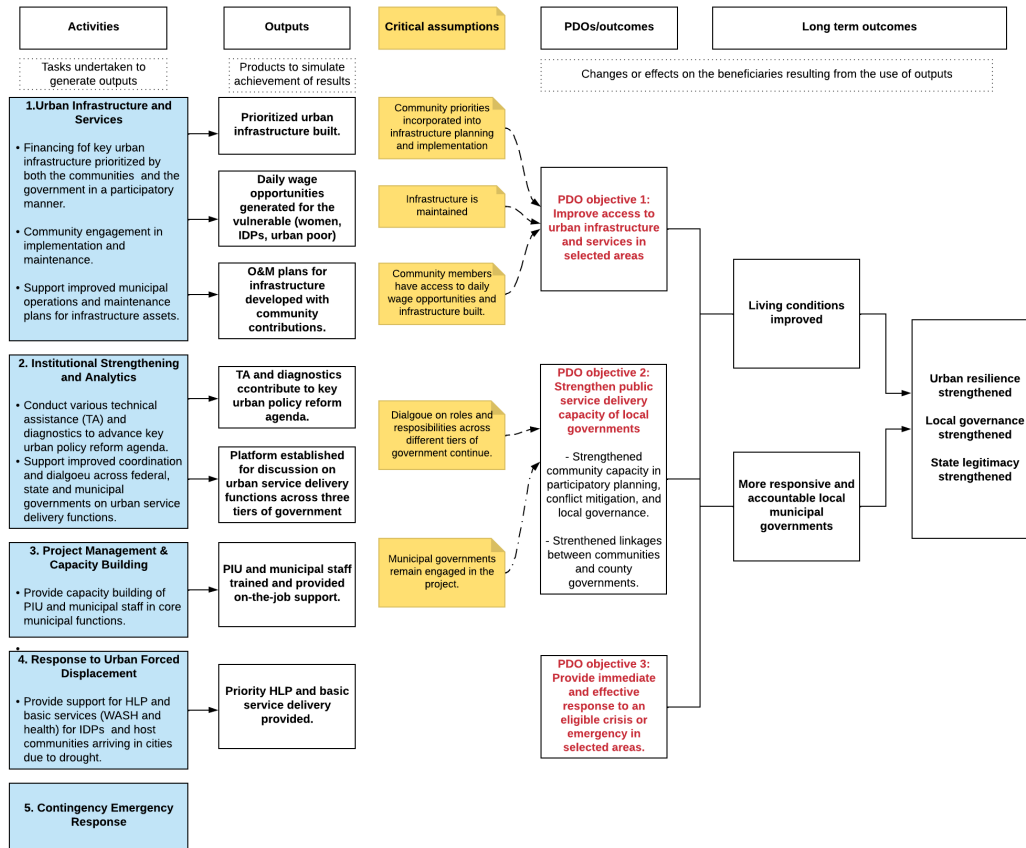 Activities
Outputs
Critical assumptions
PDOs/outcomes
Long term outcomes
Tasks undertaken to
generate outputs
Products to simulate
achievement of results
Changes or effects on the beneficiaries resulting from the use of outputs
1.Urban Infrastructure and
Services
• Financing fof key urban
infrastructure prioritized by
both the communities and the
government in a participatory
manner.
• Community engagement in
implementation and
maintenance.
• Support improved municipal
operations and maintenance
plans for infrastructure assets.
2. Institutional Strengthening
and Analytics
• Conduct various technical
assistance (TA) and
diagnostics to advance key
urban policy reform agenda.
• Support improved coordination
and dialgoeu across federal,
state and municipal
governments on urban service
delivery functions.
3. Project Management &
Capacity Building
• Provide capacity building of
PIU and municipal staff in core
municipal functions.
•
4. Response to Urban Forced
Displacement
• Provide support for HLP and
basic services (WASH and
health) for IDPs and host
communities arriving in cities
due to drought.
5. Contingency Emergency
Response
Prioritized urban
infrastructure built.
Daily wage
opportunities
generated for the
vulnerable (women,
IDPs, urban poor)
O&M plans for
infrastructure
developed with
community
contributions.
TA and diagnostics
ccontribute to key
urban policy reform
agenda.
Platform established
for discussion on
urban service delivery
functions across three
tiers of government
PIU and municipal staff
trained and provided
on-the-job support.
Priority HLP and basic
service delivery
provided.
Community priorities
incorporated into
infrastructure planning
and implementation
Infrastructure is
maintained
Community members
have access to daily
wage opportunities and
infrastructure built.
Dialgoue on roles and
resposibilities across
different tiers of
government continue.
Municipal governments
remain engaged in the
project.
PDO objective 1:
Improve access to
urban infrastructure
and services in
selected areas
PDO objective 2:
Strengthen public
service delivery
capacity of local
governments
- Strengthened
community capacity in
participatory planning,
conflict mitigation, and
local governance.
- Strenthened linkages
between communities
and county
governments.
PDO objective 3:
Provide immediate
and effective
response to an
eligible crisis or
emergency in
selected areas.
Living conditions
improved
More responsive and
accountable local
municipal
governments
Urban resilience
strengthened
Local governance
strengthened
State legitimacy
strengthened